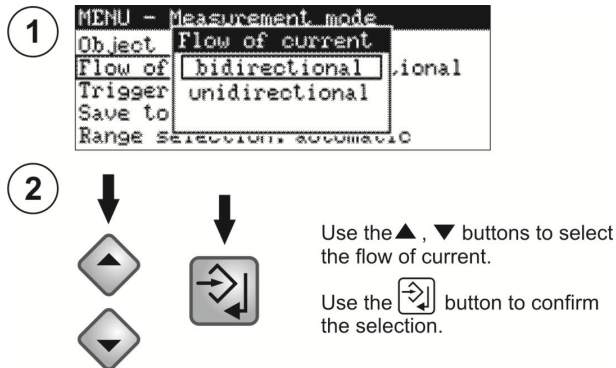 1
MENU - Measurement mode
Object
Flow of current
Flow of
bidirectional
ional
Trigger
unidirectional
Save to
Range selection: automatic
2
Use the ▲ , ▼ buttons to select
the flow of current.
Use the button to confirm
the selection.